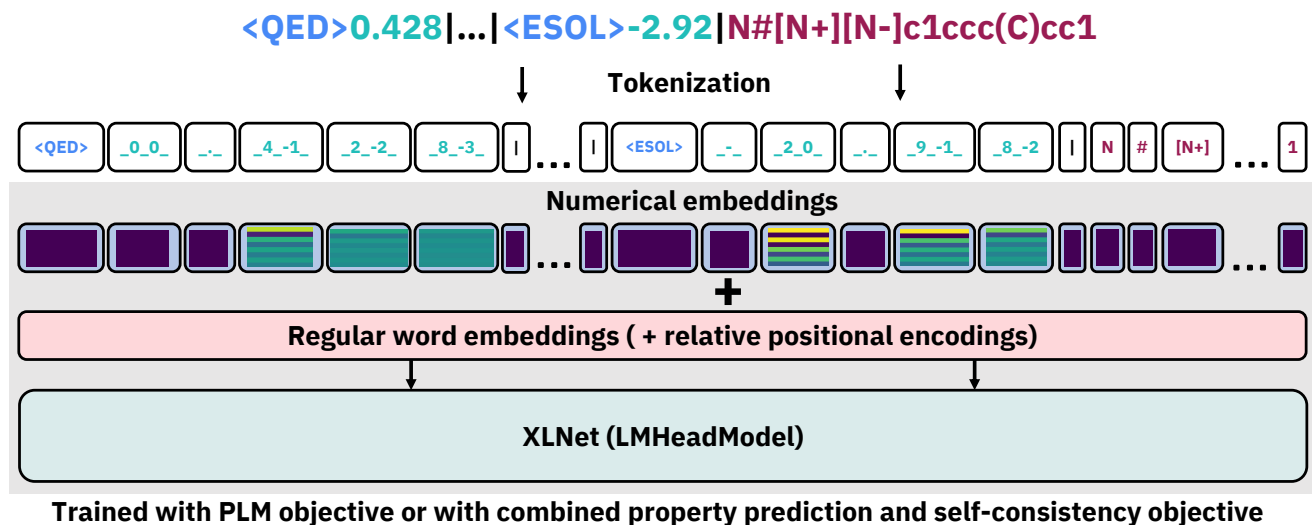 <QED>0.428|...|<ESOL>-2.92|N#[N+][N-]c1ccc(C)cc1
Tokenization
<QED> _0_0_ _._ _4_-1_ _2_-2_ _8_-3_ | ... | <ESOL> _-_ _2_0_ _._ _9_-1_ _8_-2 | N # [N+] ... 1
Numerical embeddings
... ...
+
Regular word embeddings ( + relative positional encodings)
XLNet (LMHeadModel)
Trained with PLM objective or with combined property prediction and self-consistency objective